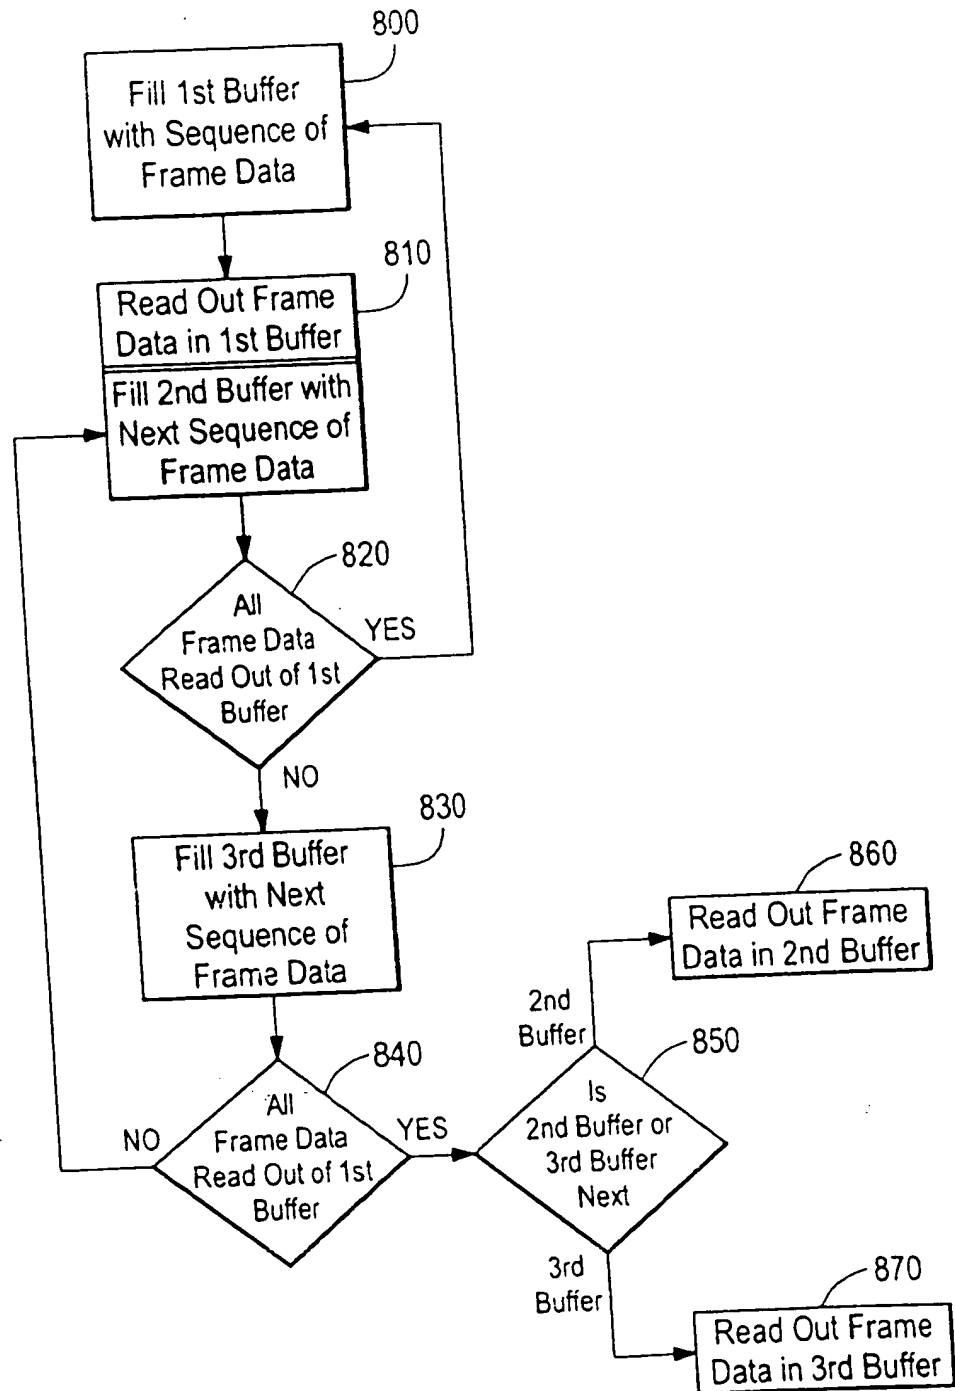 800
Fill 1st Buffer
with Sequence of
Frame Data
810
Read Out Frame
Data in 1st Buffer
Fill 2nd Buffer with
Next Sequence of
Frame Data
820
All
Frame Data
Read Out of 1st
Buffer
YES
NO
830
Fill 3rd Buffer
with Next
Sequence of
Frame Data
840
All
Frame Data
Read Out of 1st
Buffer
NO
YES
850
Is
2nd Buffer or
3rd Buffer
Next
2nd
Buffer
860
Read Out Frame
Data in 2nd Buffer
3rd
Buffer
870
Read Out Frame
Data in 3rd Buffer